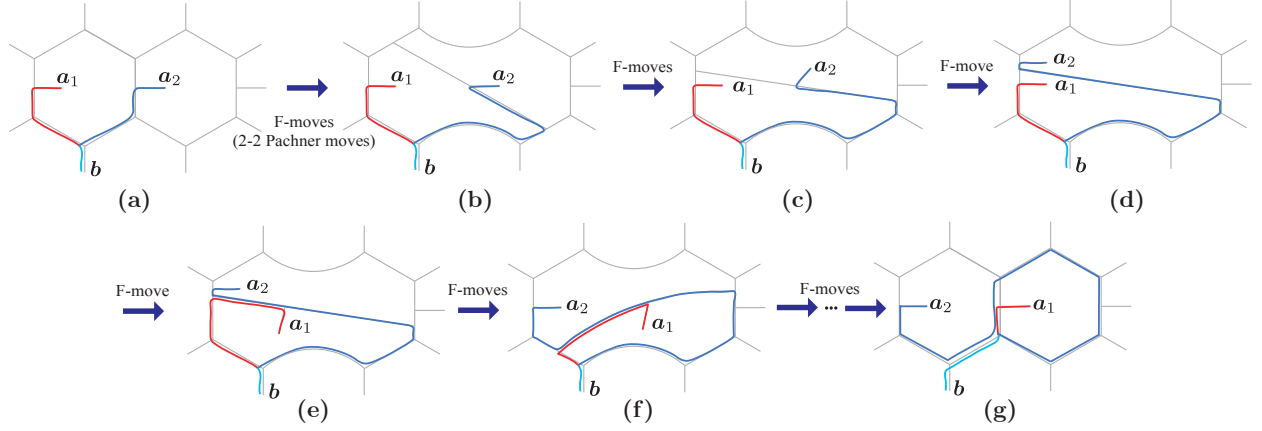 a1 a2 a1 a2 a1 a2 a2 a1
F-moves F-move
F-moves
(2-2 Pachner moves)
b b b b
(a) (b) (c) (d)
F-move F-moves F-moves
a2 a1 a2 a1 ... a2 a1
b b b
(e) (f) (g)